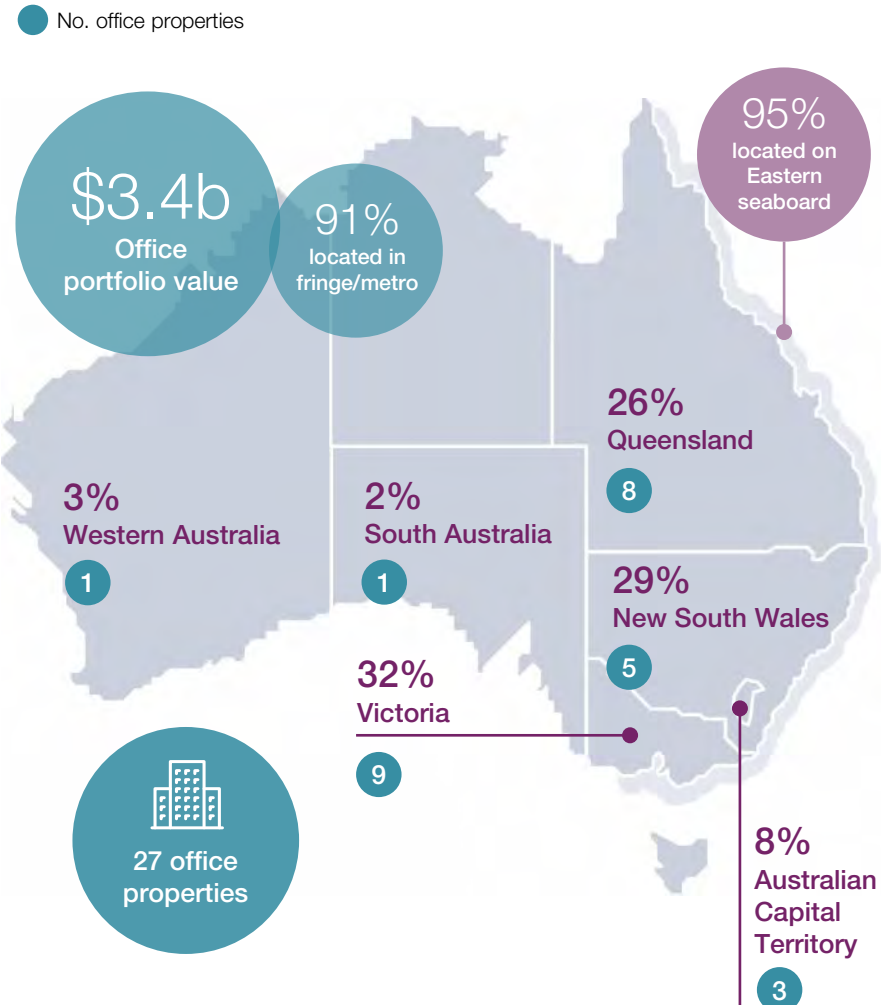 No. office properties
$3.4b
Office
portfolio value
91%
located in
fringe/metro
95%
located on
Eastern
seaboard
26%
Queensland
8
3%
Western Australia
1
2%
South Australia
1
29%
New South Wales
5
32%
Victoria
9
27 office
properties
8%
Australian
Capital
Territory
3